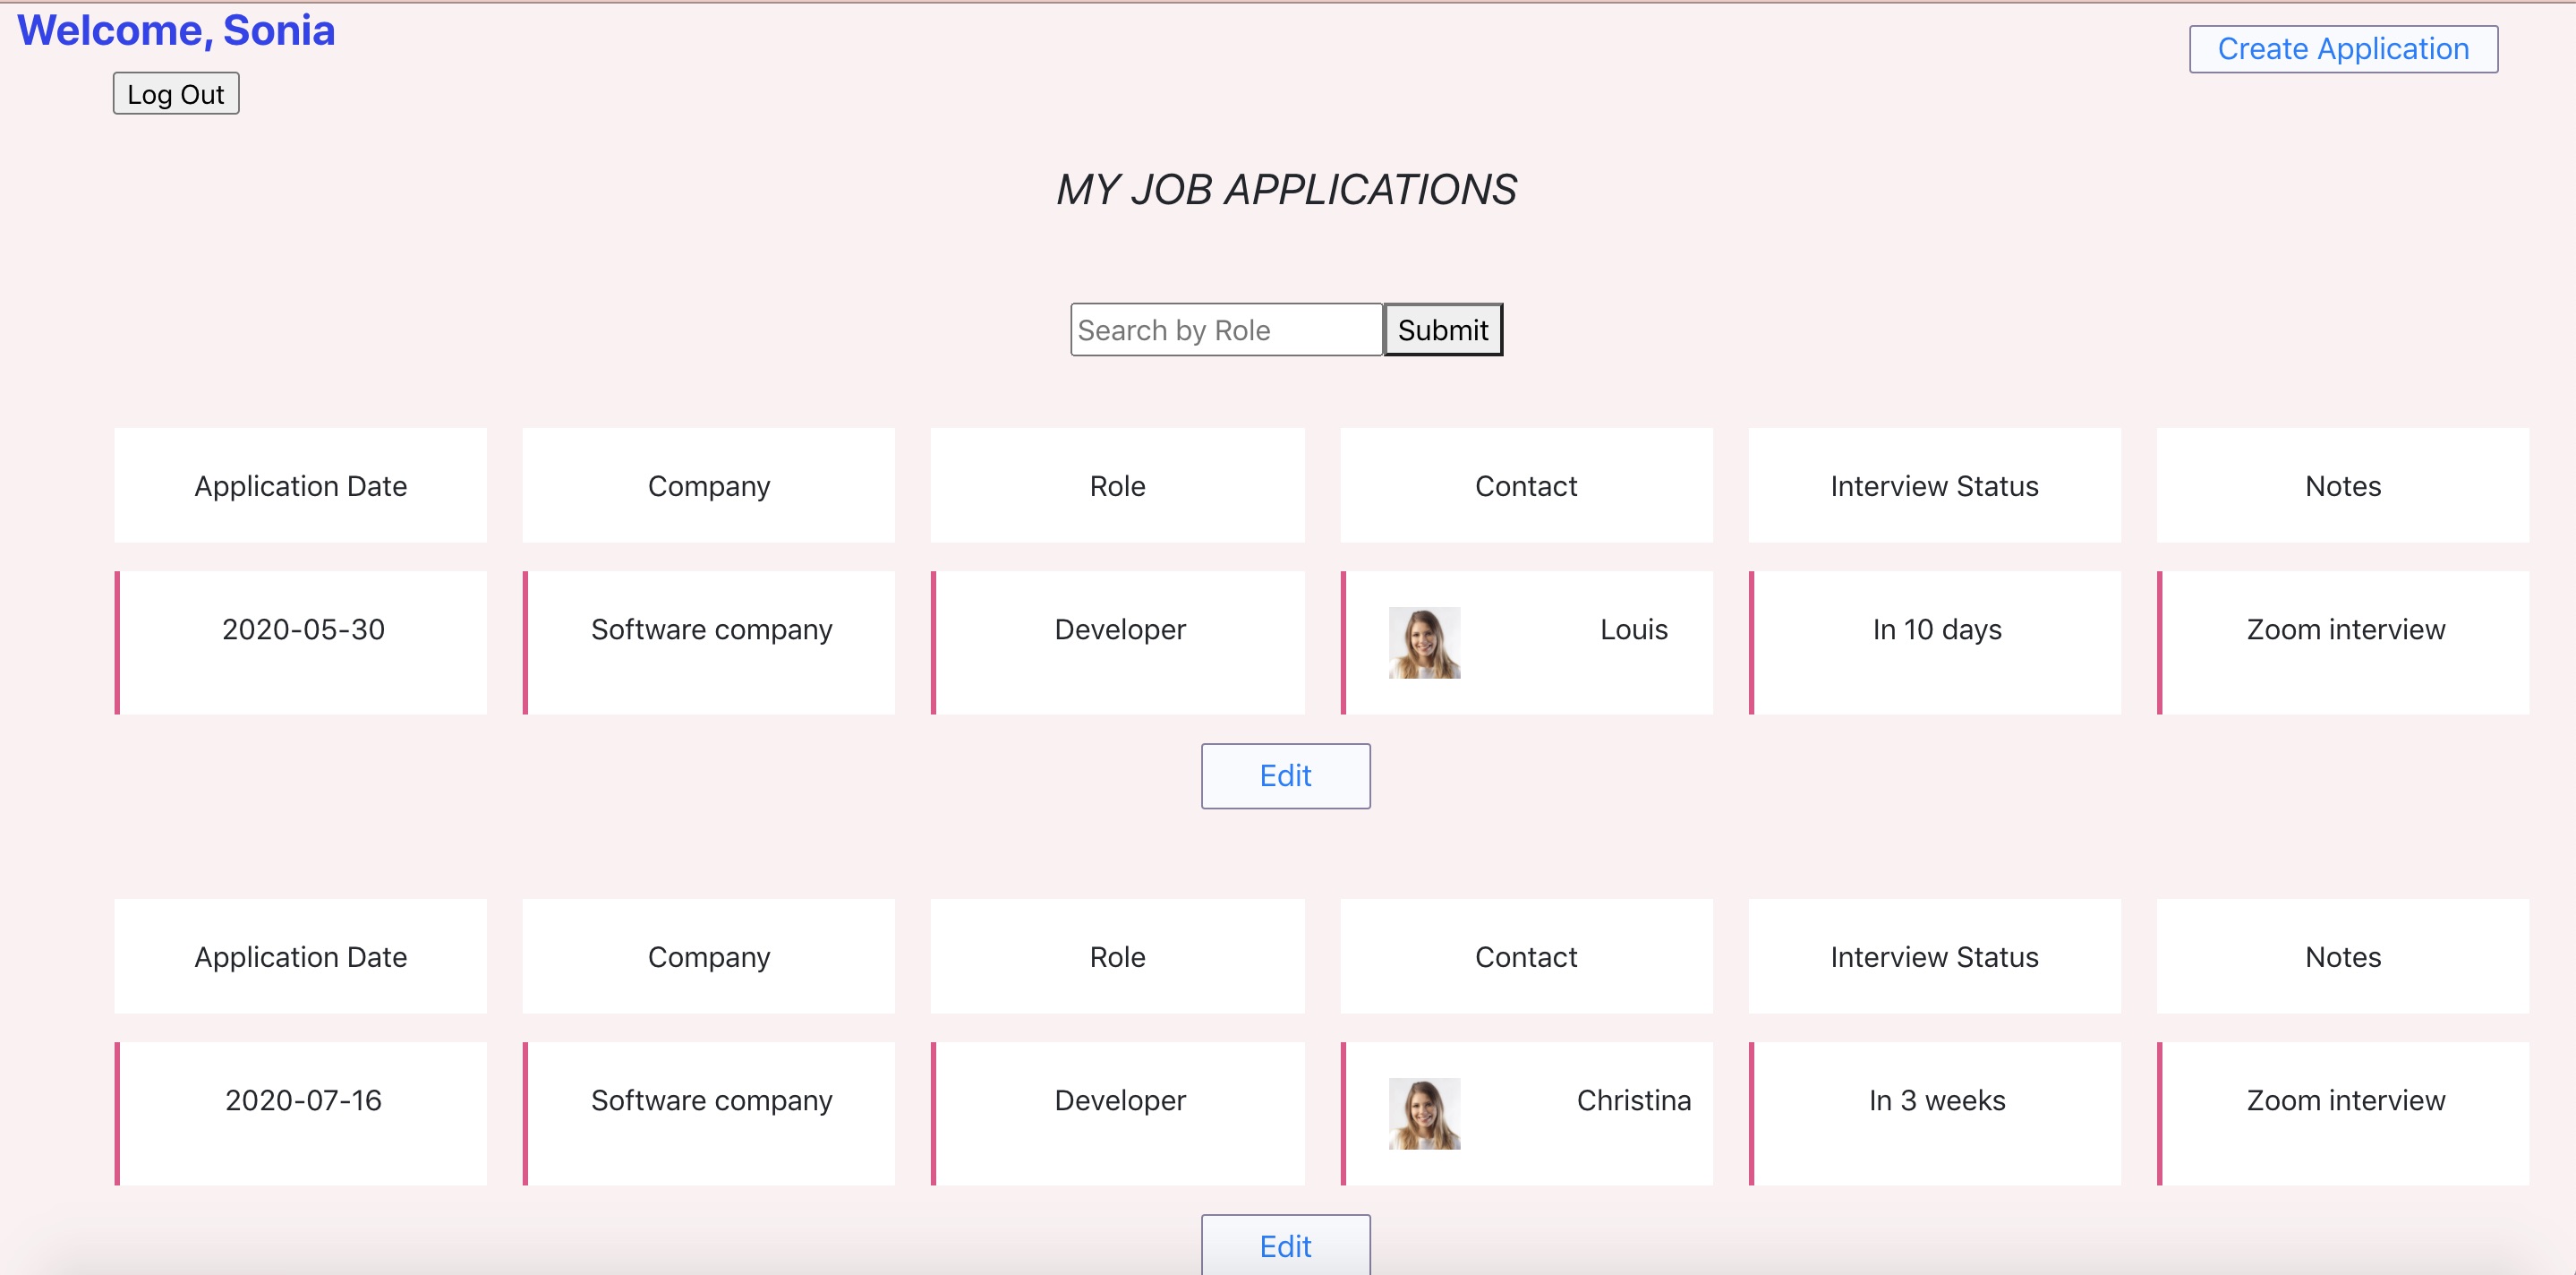 Welcome, Sonia
Create Application
Log Out
MY JOB APPLICATIONS
Search by Role Submit
Application Date Company Role Contact Interview Status Notes
2020-05-30 Software company Developer Louis In 10 days Zoom interview
Edit
Application Date Company Role Contact Interview Status Notes
2020-07-16 Software company Developer Christina In 3 weeks Zoom interview
Edit